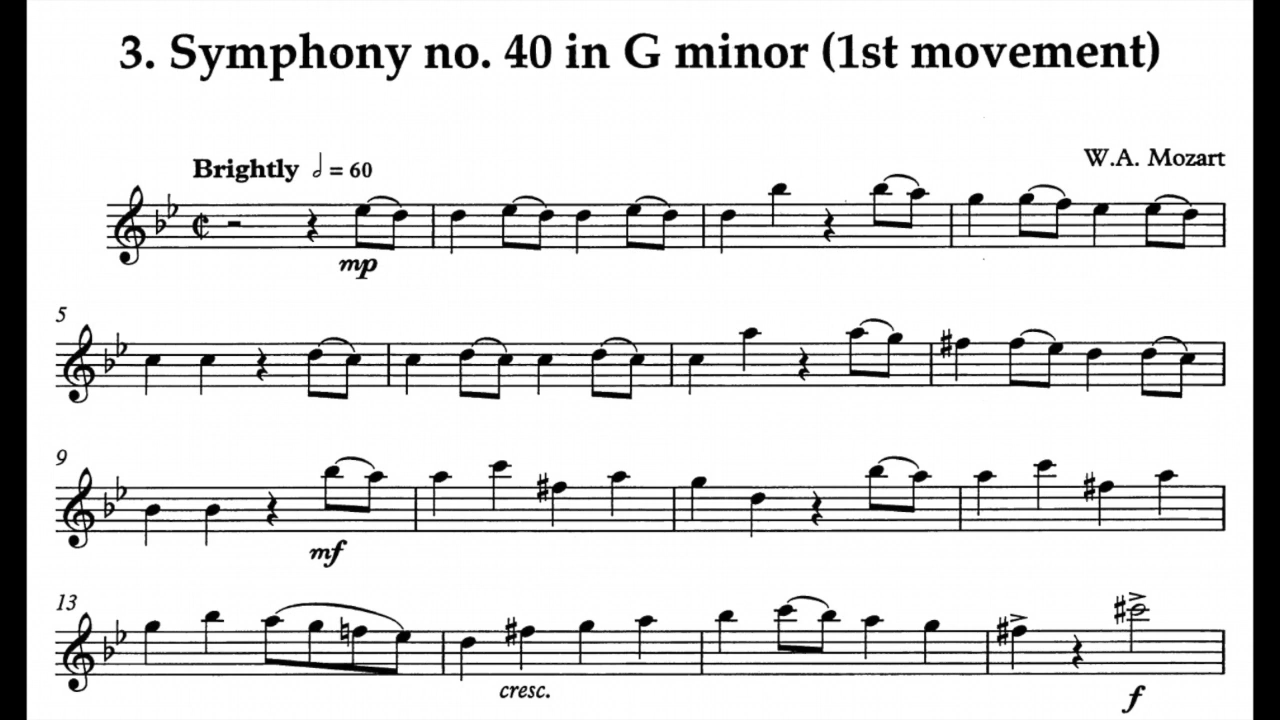 3. Symphony no. 40 in G minor (1st movement)
W.A. Mozart
Brightly 𝅗𝅥 = 60
mp
5
9
mf
13
cresc.
f